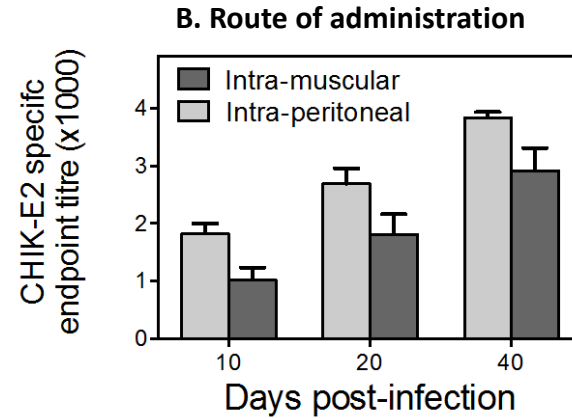 B. Route of administration
Intra-muscular
Intra-peritoneal
CHIK-E2 specifc
endpoint titre (x1000)
4
3
2
1
0
10 20 40
Days post-infection